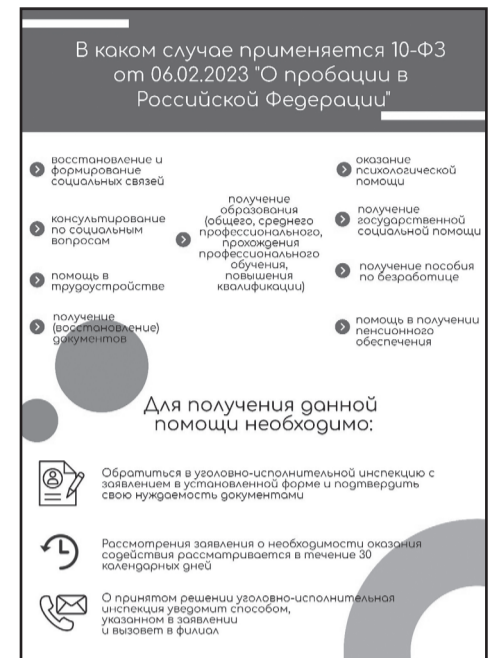 В каком случае применяется 10-ФЗ
от 06.02.2023 "О пробации в
Российской Федерации"
восстановление и
формирование
социальных связей
консультирование
по социальным
вопросам
помощь в
трудоустройстве
получение
(восстановление)
документов
получение
образования
(общего, среднего
профессионального,
прохождения
профессионального
обучения,
повышения
квалификации)
оказание
психологической
помощи
получение
государственной
социальной помощи
получение пособия
по безработице
помощь в получении
пенсионного
обеспечения
Для получения данной
помощи необходимо:
Обратиться в уголовно-исполнительной инспекцию с
заявлением в установленной форме и подтвердить
свою нуждаемость документами
Рассмотрения заявления о необходимости оказания
содействия рассматривается в течение 30
календарных дней
О принятом решении уголовно-исполнительная
инспекция уведомит способом,
указанном в заявлении
и вызовет в филиал